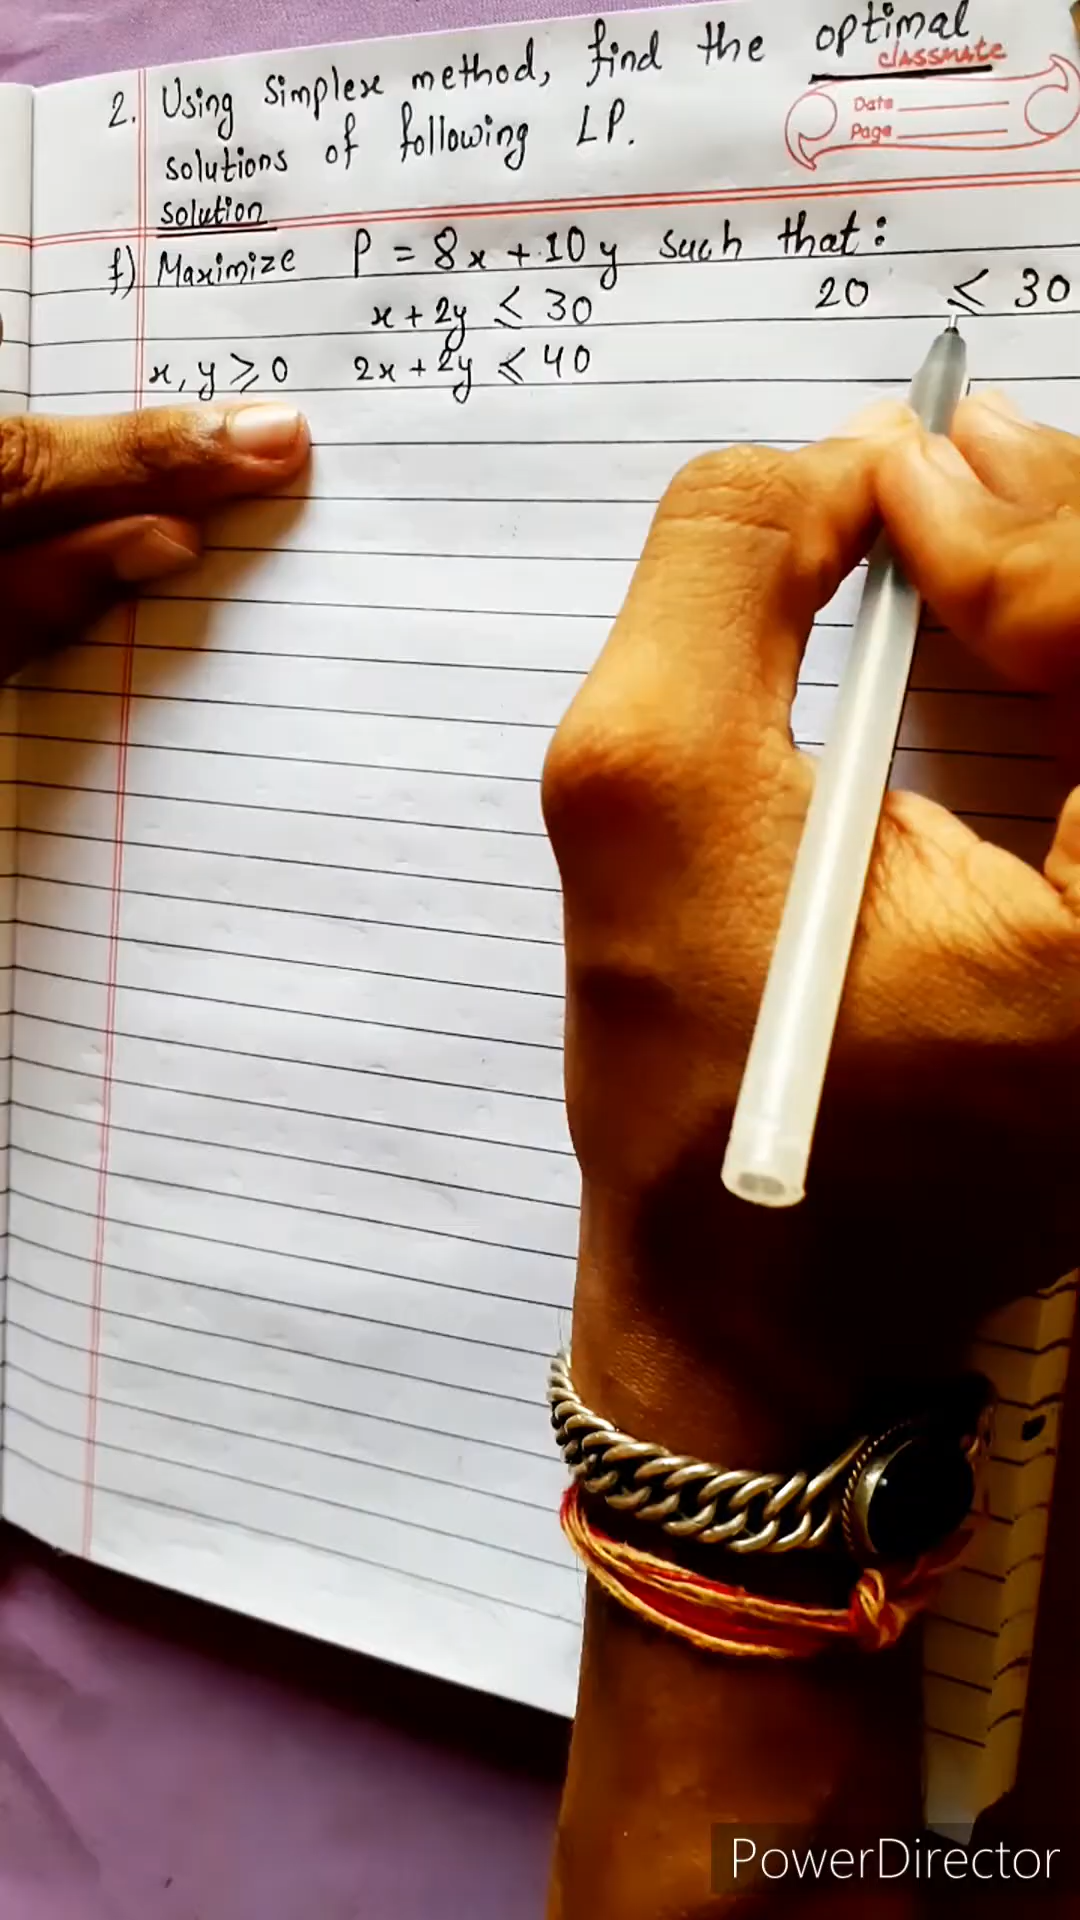 2. Using Simplex method, find the optimal
classmate
Date
Page
solutions of following LP.
solution
f) Maximize P = 8x + 10y such that:
x + 2y ≤ 30 20 ≤ 30
x, y ≥ 0 2x + 2y ≤ 40
PowerDirector